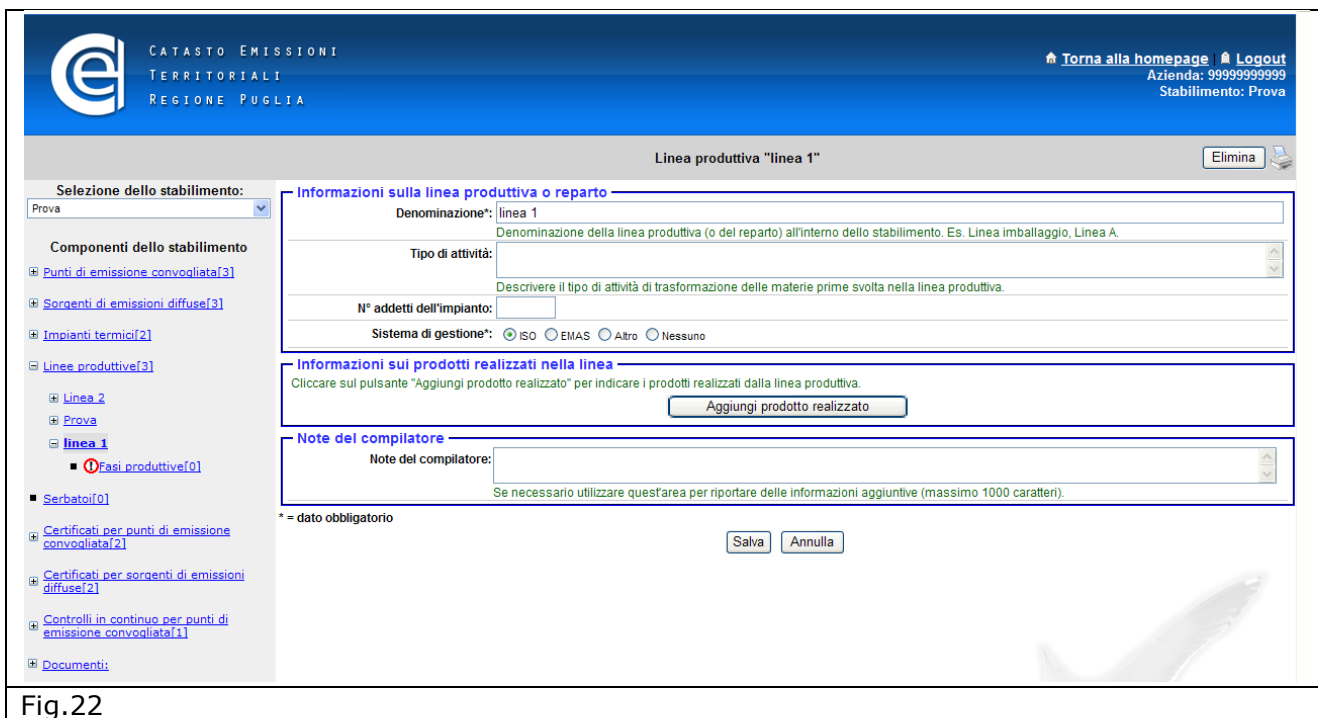 CATASTO EMISSIONI
TERRITORIALI
REGIONE PUGLIA
Torna alla homepage | Logout
Azienda: 99999999999
Stabilimento: Prova
Linea produttiva "linea 1"
Elimina
Selezione dello stabilimento:
Prova
Componenti dello stabilimento
Punti di emissione convogliata[3]
Sorgenti di emissioni diffuse[3]
Impianti termici[2]
Linee produttive[3]
Linea 2
Prova
linea 1
Fasi produttive[0]
Serbatoi[0]
Certificati per punti di emissione
convogliata[2]
Certificati per sorgenti di emissioni
diffuse[2]
Controlli in continuo per punti di
emissione convogliata[1]
Documenti:
Informazioni sulla linea produttiva o reparto
Denominazione*: linea 1
Denominazione della linea produttiva (o del reparto) all'interno dello stabilimento. Es. Linea imballaggio, Linea A.
Tipo di attività:
Descrivere il tipo di attività di trasformazione delle materie prime svolta nella linea produttiva.
N° addetti dell'impianto:
Sistema di gestione*: ISO EMAS Altro Nessuno
Informazioni sui prodotti realizzati nella linea
Cliccare sul pulsante "Aggiungi prodotto realizzato" per indicare i prodotti realizzati dalla linea produttiva.
Aggiungi prodotto realizzato
Note del compilatore
Note del compilatore:
Se necessario utilizzare quest'area per riportare delle informazioni aggiuntive (massimo 1000 caratteri).
* = dato obbligatorio
Salva Annulla
Fig.22